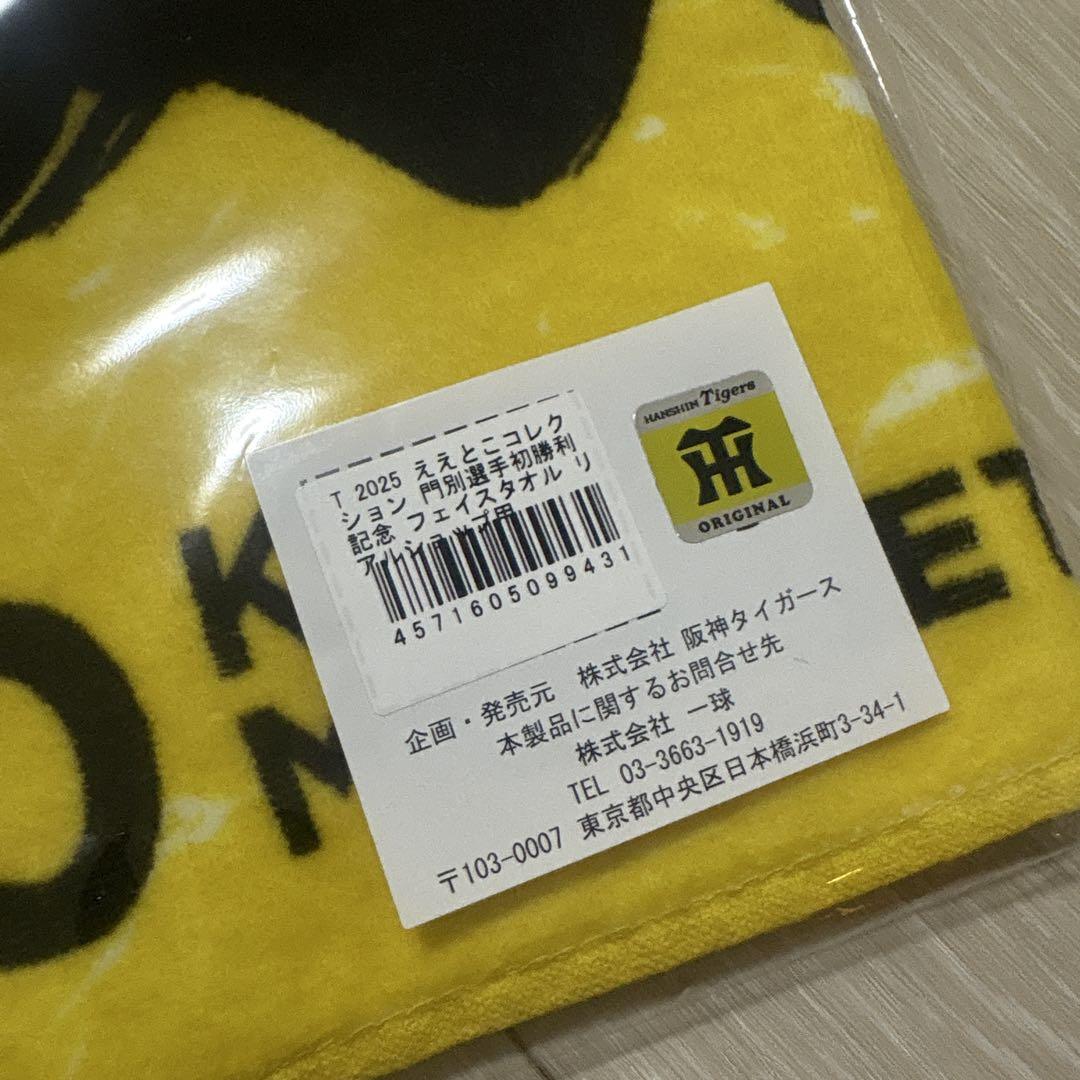 T 2025 ええとこコレク
ション 門別選手初勝利
記念 フェイスタオル リ
アルショップ用
4571605099431
HANSHIN Tigers
ORIGINAL
企画・発売元 株式会社 阪神タイガース
本製品に関するお問合せ先
株式会社 一球
TEL 03-3663-1919
〒103-0007 東京都中央区日本橋浜町3-34-1